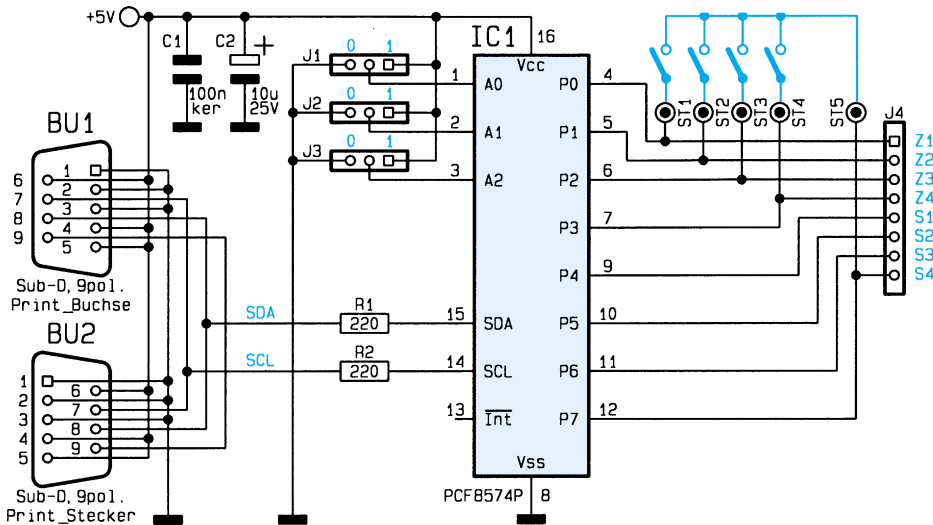 +5V
C1
C2
+
100n
ker
10u
25V
J1
0 1
J2
J3
IC1
16
Vcc
1 A0
2 A1
3 A2
15 SDA
14 SCL
13 Int
P0 4
P1 5
P2 6
P3 7
P4 9
P5 10
P6 11
P7 12
Vss
PCF8574P 8
ST1
ST2
ST3
ST4
ST5
J4
Z1
Z2
Z3
Z4
S1
S2
S3
S4
BU1
1
6
2
7
3
8
4
9
5
Sub-D, 9pol.
Print_Buchse
SDA
R1
220
SCL
R2
220
BU2
1
6
2
7
3
8
4
9
5
Sub-D, 9pol.
Print_Stecker